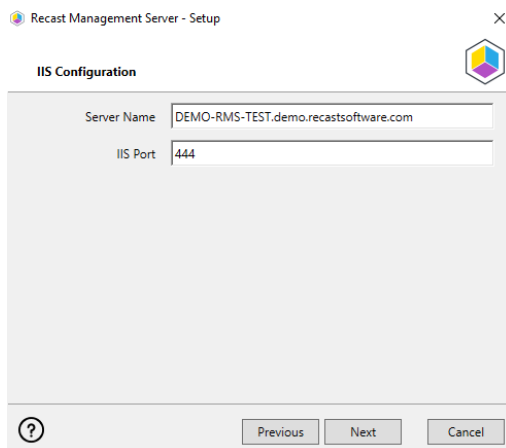 Recast Management Server - Setup
IIS Configuration
Server Name DEMO-RMS-TEST.demo.recastsoftware.com
IIS Port 444
? Previous Next Cancel